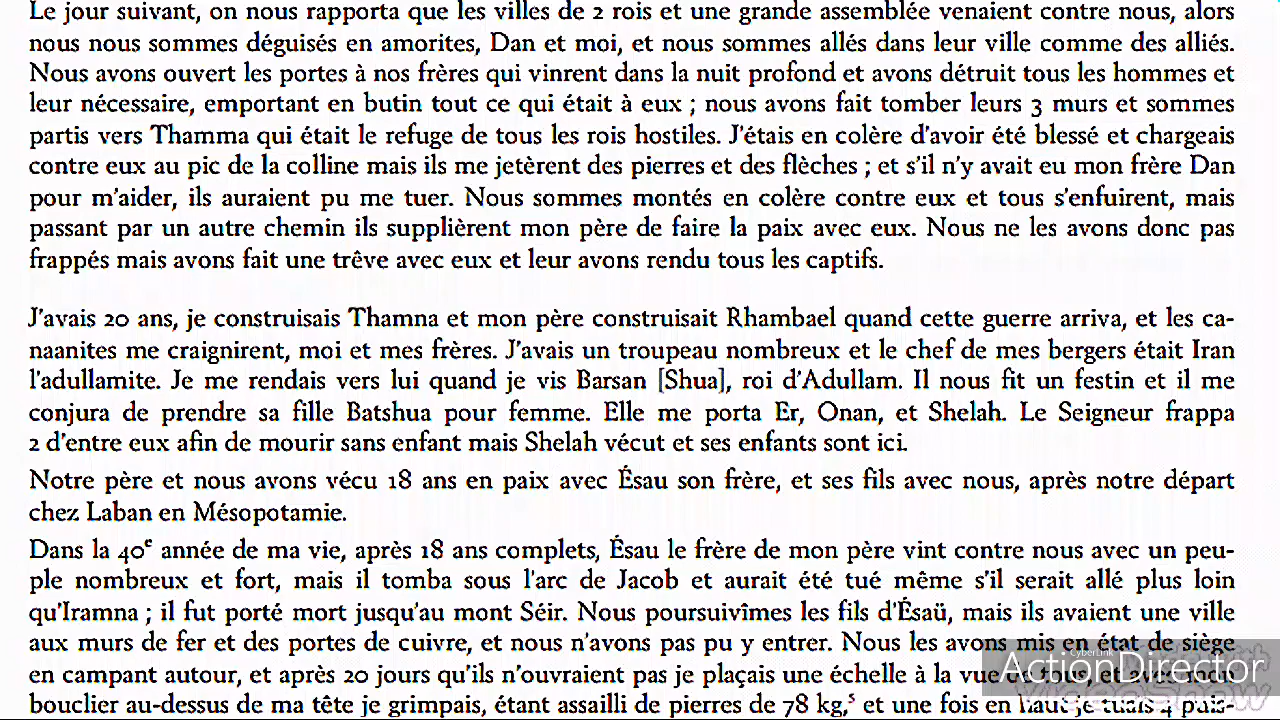 Le jour suivant, on nous rapporta que les villes de 2 rois et une grande assemblée venaient contre nous, alors
nous nous sommes déguisés en amorites, Dan et moi, et nous sommes allés dans leur ville comme des alliés.
Nous avons ouvert les portes à nos frères qui vinrent dans la nuit profond et avons détruit tous les hommes et
leur nécessaire, emportant en butin tout ce qui était à eux ; nous avons fait tomber leurs 3 murs et sommes
partis vers Thamma qui était le refuge de tous les rois hostiles. J'étais en colère d'avoir été blessé et chargeais
contre eux au pic de la colline mais ils me jetèrent des pierres et des flèches ; et s'il n'y avait eu mon frère Dan
pour m'aider, ils auraient pu me tuer. Nous sommes montés en colère contre eux et tous s'enfuirent, mais
passant par un autre chemin ils supplièrent mon père de faire la paix avec eux. Nous ne les avons donc pas
frappés mais avons fait une trêve avec eux et leur avons rendu tous les captifs.
J'avais 20 ans, je construisais Thamna et mon père construisait Rhambael quand cette guerre arriva, et les ca-
naanites me craignirent, moi et mes frères. J'avais un troupeau nombreux et le chef de mes bergers était Iran
l'adullamite. Je me rendais vers lui quand je vis Barsan [Shua], roi d'Adullam. Il nous fit un festin et il me
conjura de prendre sa fille Batshua pour femme. Elle me porta Er, Onan, et Shelah. Le Seigneur frappa
2 d'entre eux afin de mourir sans enfant mais Shelah vécut et ses enfants sont ici.
Notre père et nous avons vécu 18 ans en paix avec Ésau son frère, et ses fils avec nous, après notre départ
chez Laban en Mésopotamie.
Dans la 40e année de ma vie, après 18 ans complets, Ésau le frère de mon père vint contre nous avec un peu-
ple nombreux et fort, mais il tomba sous l'arc de Jacob et aurait été tué même s'il serait allé plus loin
qu'Iramna ; il fut porté mort jusqu'au mont Séir. Nous poursuivîmes les fils d'Ésaü, mais ils avaient une ville
aux murs de fer et des portes de cuivre, et nous n'avons pas pu y entrer. Nous les avons mis en état de siège
en campant autour, et après 20 jours qu'ils n'ouvraient pas je plaçais une échelle à la vue de tous, et avec mon
bouclier au-dessus de ma tête je grimpais, étant assailli de pierres de 78 kg,5 et une fois en haut je tuais 4 puis-
CyberLink
ActionDirector